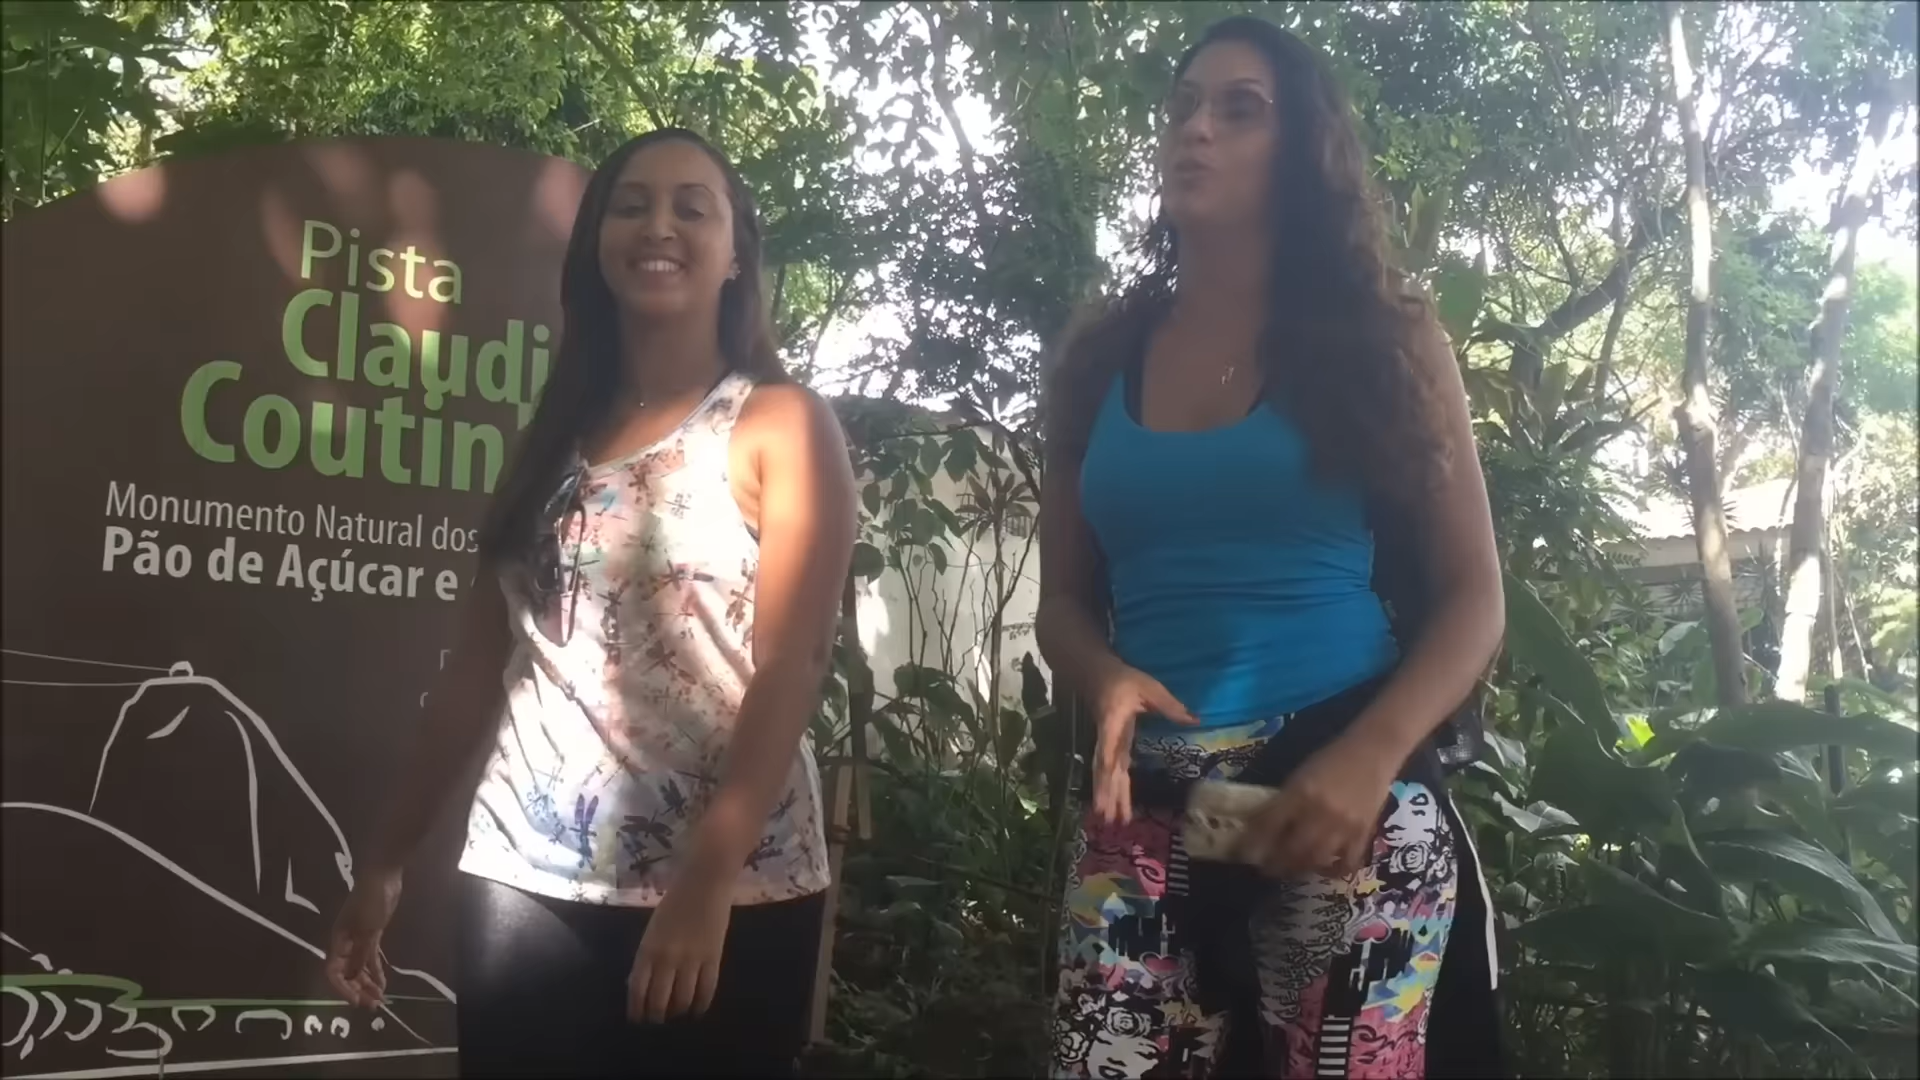 Pista
Claudi
Coutin
Monumento Natural dos
Pão de Açúcar e